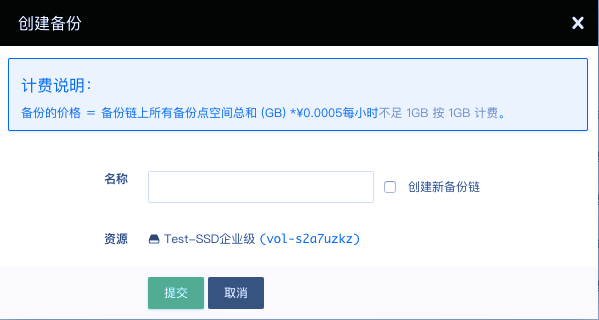 创建备份
计费说明：
备份的价格 = 备份链上所有备份点空间总和 (GB) *¥0.0005每小时不足 1GB 按 1GB 计费。
名称 创建新备份链
资源 Test-SSD企业级 (vol-s2a7uzkz)
提交 取消